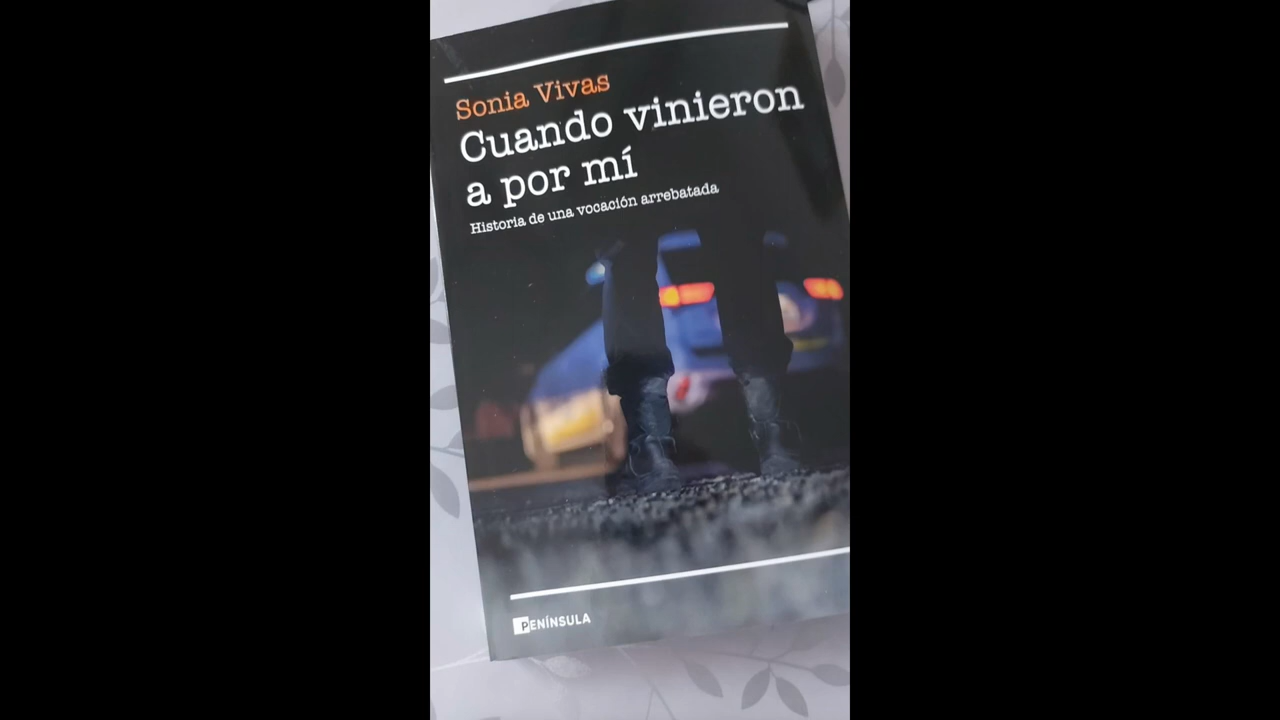 Sonia Vivas
Cuando vinieron
a por mí
Historia de una vocación arrebatada
PENÍNSULA